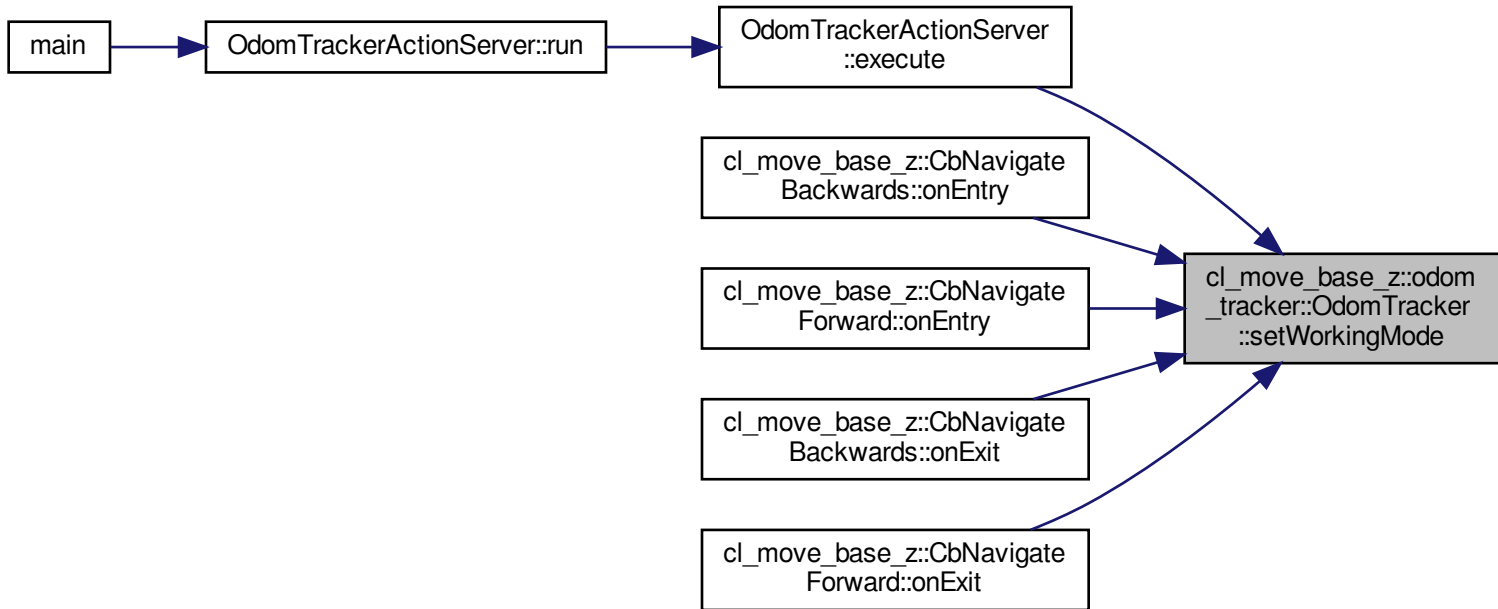 main
OdomTrackerActionServer::run
OdomTrackerActionServer
::execute
cl_move_base_z::CbNavigate
Backwards::onEntry
cl_move_base_z::CbNavigate
Forward::onEntry
cl_move_base_z::CbNavigate
Backwards::onExit
cl_move_base_z::CbNavigate
Forward::onExit
cl_move_base_z::odom
_tracker::OdomTracker
::setWorkingMode